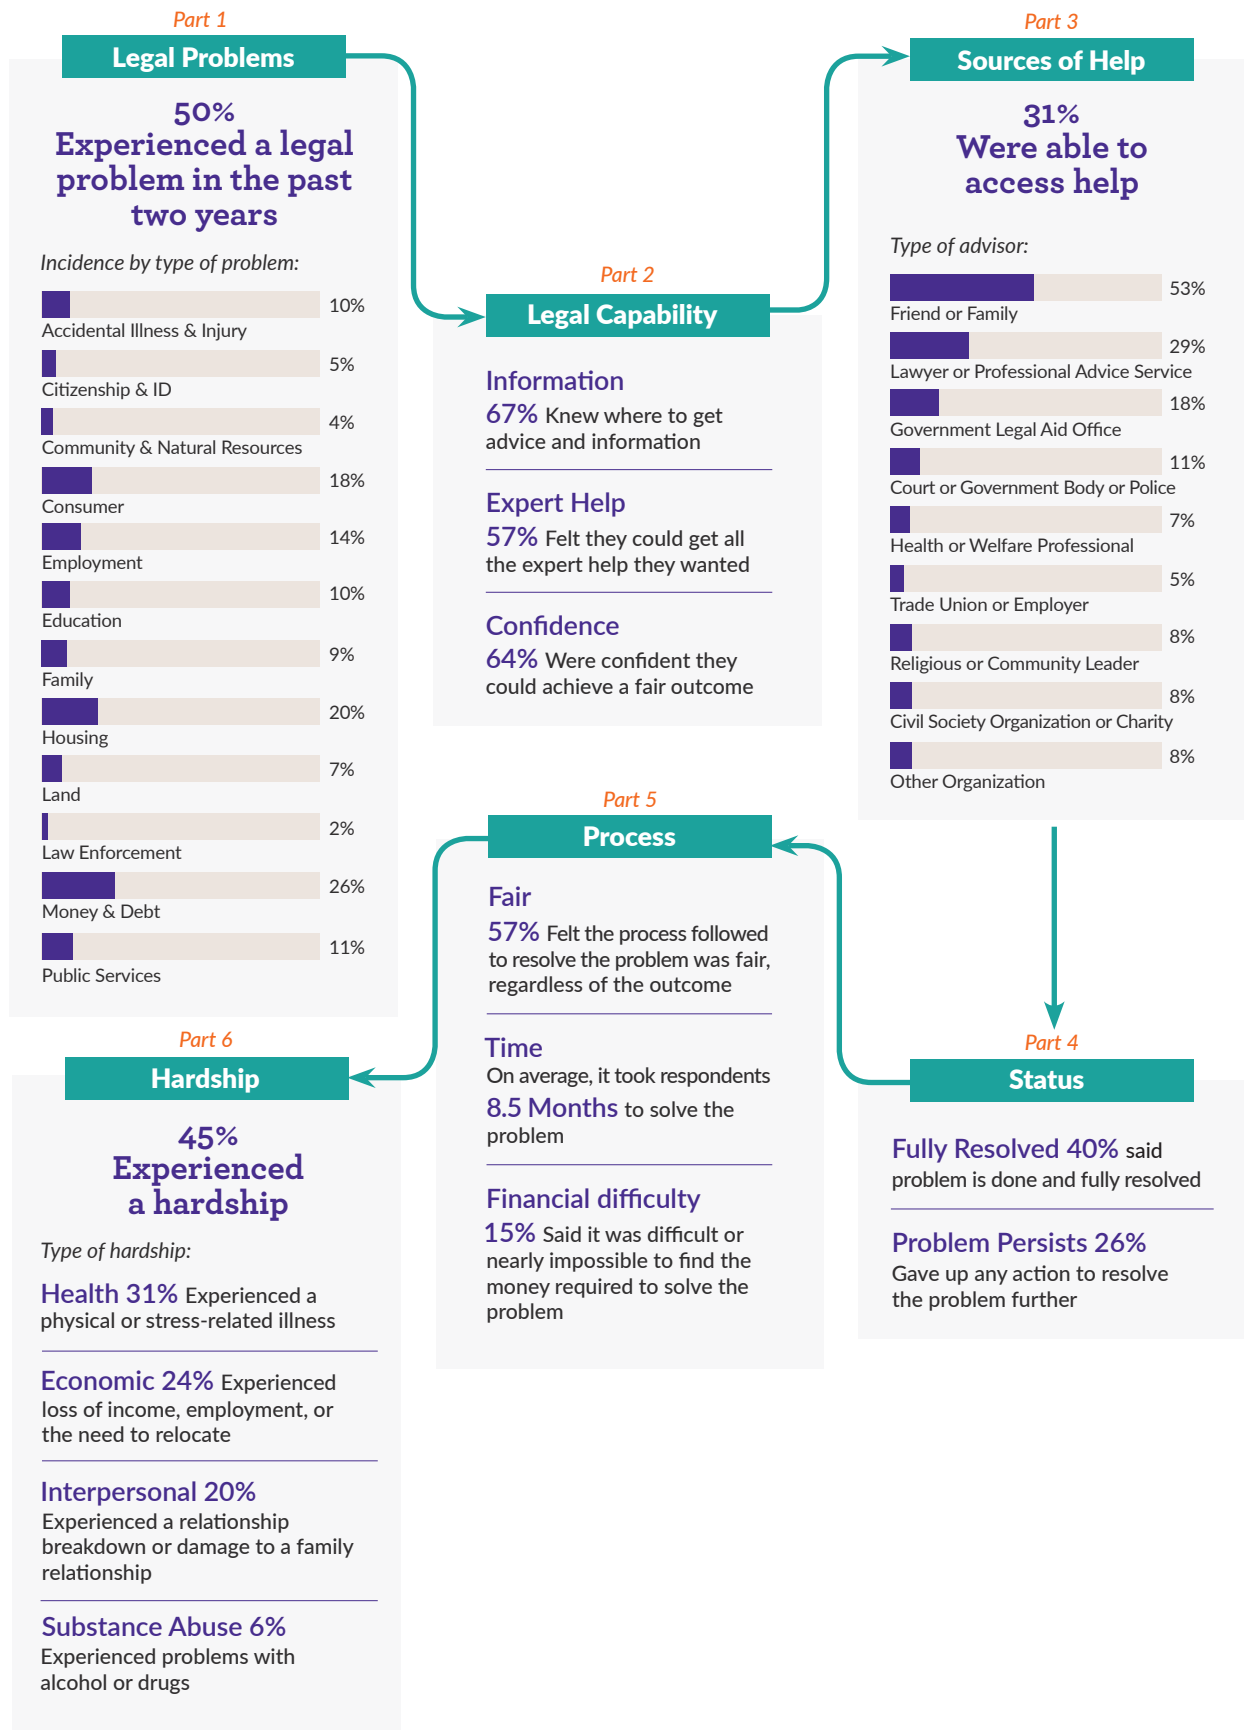 Part 1
Legal Problems
50%
Experienced a legal
problem in the past
two years
Incidence by type of problem:
10%
Accidental Illness & Injury
5%
Citizenship & ID
4%
Community & Natural Resources
18%
Consumer
14%
Employment
10%
Education
9%
Family
20%
Housing
7%
Land
2%
Law Enforcement
26%
Money & Debt
11%
Public Services
Part 2
Legal Capability
Information
67% Knew where to get
advice and information
Expert Help
57% Felt they could get all
the expert help they wanted
Confidence
64% Were confident they
could achieve a fair outcome
Part 3
Sources of Help
31%
Were able to
access help
Type of advisor:
53%
Friend or Family
29%
Lawyer or Professional Advice Service
18%
Government Legal Aid Office
11%
Court or Government Body or Police
7%
Health or Welfare Professional
5%
Trade Union or Employer
8%
Religious or Community Leader
8%
Civil Society Organization or Charity
8%
Other Organization
Part 4
Status
Fully Resolved 40% said
problem is done and fully resolved
Problem Persists 26%
Gave up any action to resolve
the problem further
Part 5
Process
Fair
57% Felt the process followed
to resolve the problem was fair,
regardless of the outcome
Time
On average, it took respondents
8.5 Months to solve the
problem
Financial difficulty
15% Said it was difficult or
nearly impossible to find the
money required to solve the
problem
Part 6
Hardship
45%
Experienced
a hardship
Type of hardship:
Health 31% Experienced a
physical or stress-related illness
Economic 24% Experienced
loss of income, employment, or
the need to relocate
Interpersonal 20%
Experienced a relationship
breakdown or damage to a family
relationship
Substance Abuse 6%
Experienced problems with
alcohol or drugs